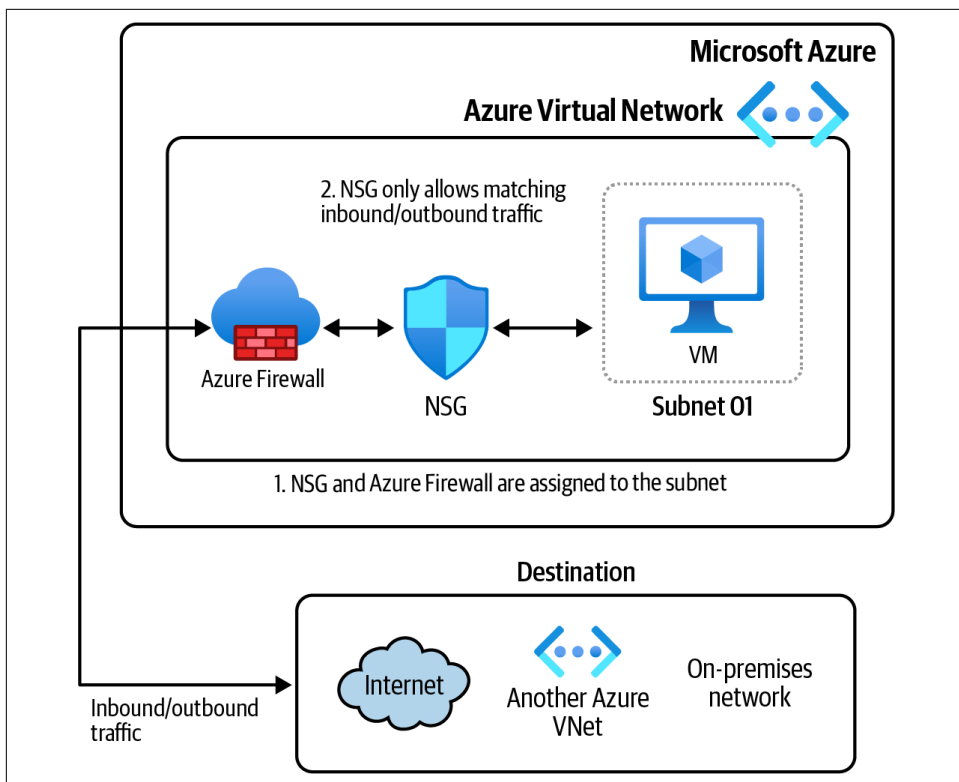 Microsoft Azure
Azure Virtual Network
2. NSG only allows matching
inbound/outbound traffic
VM
Azure Firewall
NSG
Subnet 01
1. NSG and Azure Firewall are assigned to the subnet
Destination
Internet
Another Azure
VNet
On-premises
network
Inbound/outbound
traffic